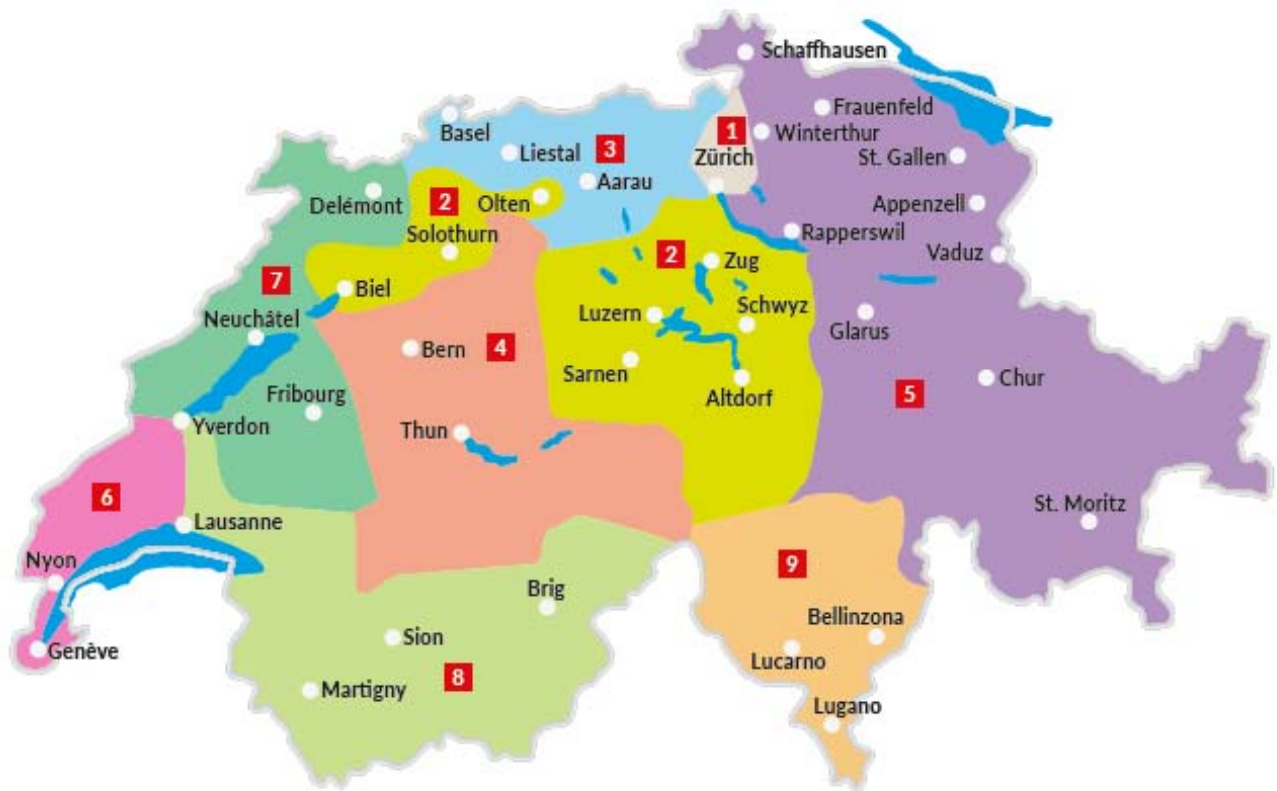 Schaffhausen
Frauenfeld
Basel
1
Winterthur
Liestal
3
Zürich
St. Gallen
Aarau
Delémont
2
Olten
Appenzell
Solothurn
Rapperswil
2
Zug
Vaduz
7
Biel
Neuchâtel
Luzern
Schwyz
Glarus
Bern
4
Sarnen
Altdorf
5
Chur
Fribourg
Yverdon
Thun
6
Lausanne
St. Moritz
Nyon
9
Brig
Bellinzona
Genève
Sion
Lucarno
8
Martigny
Lugano